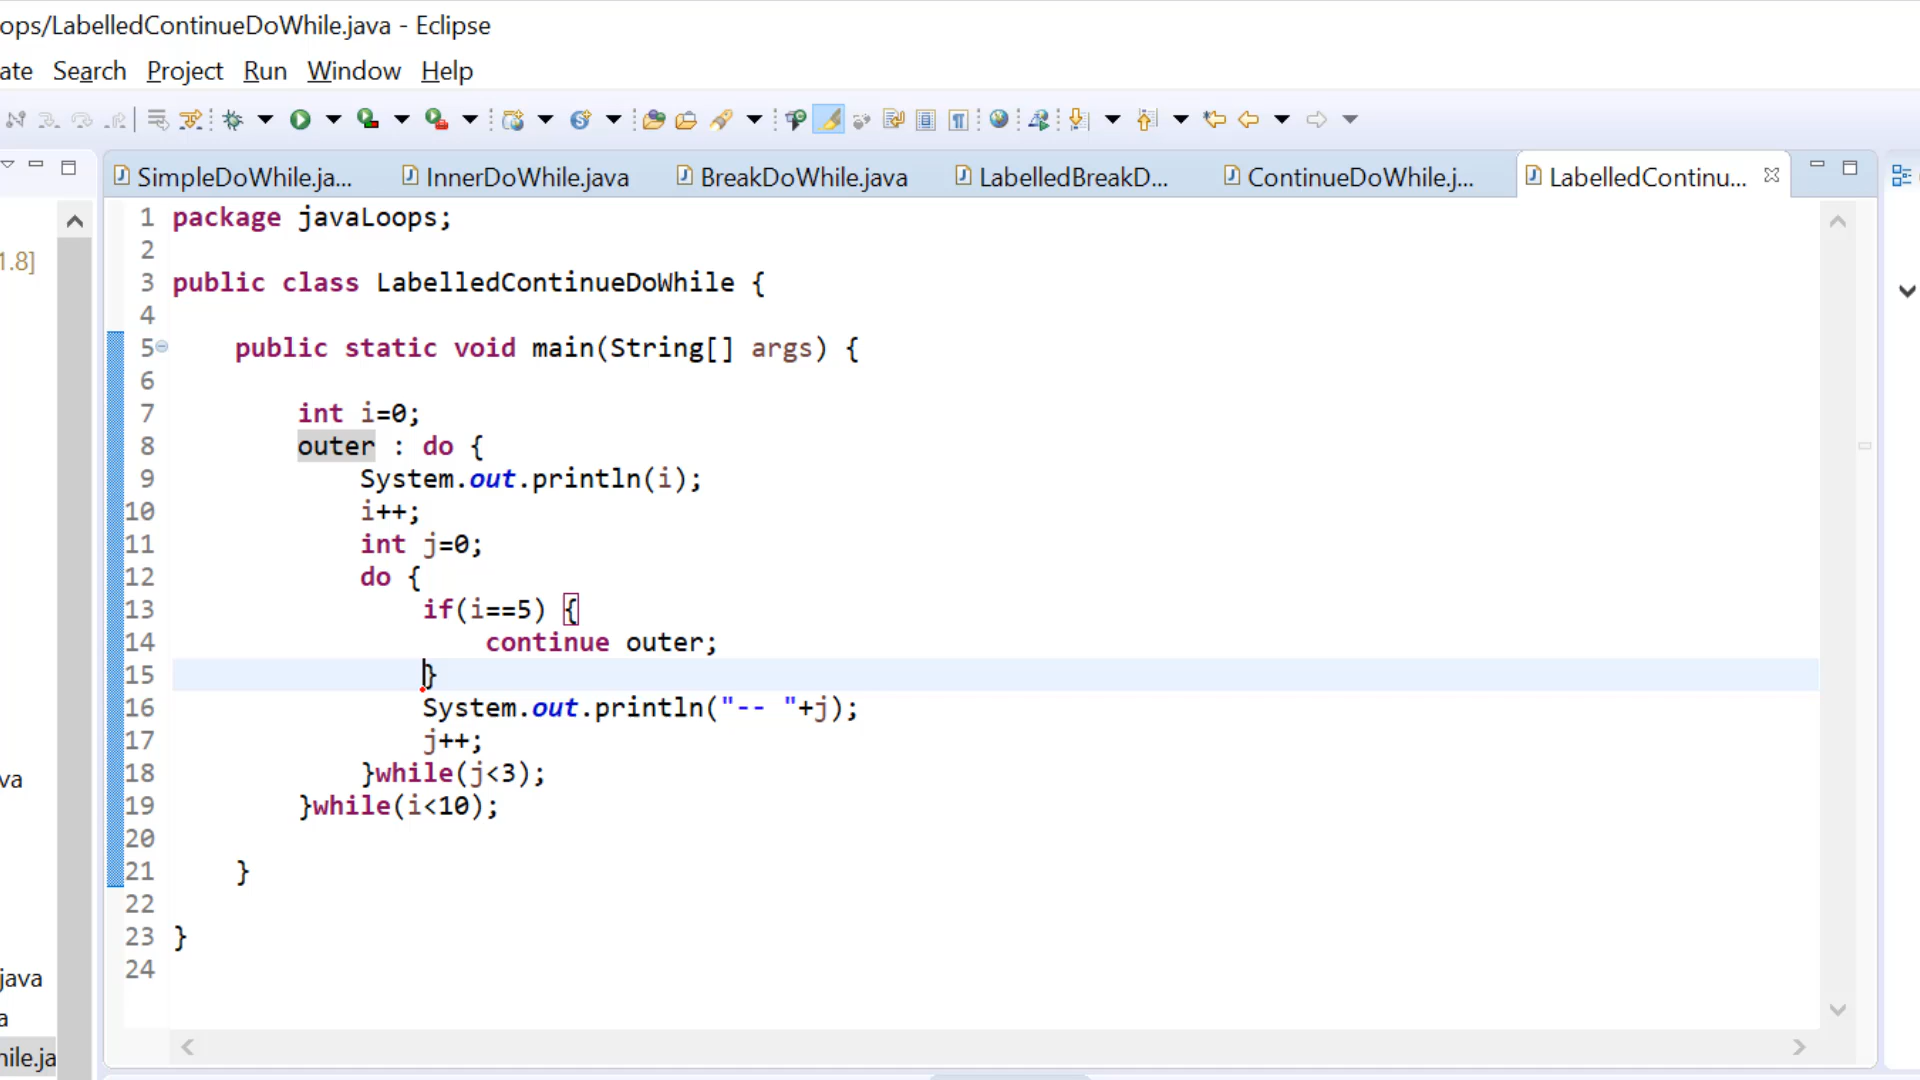 ops/LabelledContinueDoWhile.java - Eclipse
ate Search Project Run Window Help
SimpleDoWhile.ja... InnerDoWhile.java BreakDoWhile.java LabelledBreakD... ContinueDoWhile.j... LabelledContinu...
1.8]
va
java
a
hile.ja
1 package javaLoops;
2
3 public class LabelledContinueDoWhile {
4
5 public static void main(String[] args) {
6
7 int i=0;
8 outer : do {
9 System.out.println(i);
10 i++;
11 int j=0;
12 do {
13 if(i==5) {
14 continue outer;
15 }
16 System.out.println("-- "+j);
17 j++;
18 }while(j<3);
19 }while(i<10);
20
21 }
22
23 }
24